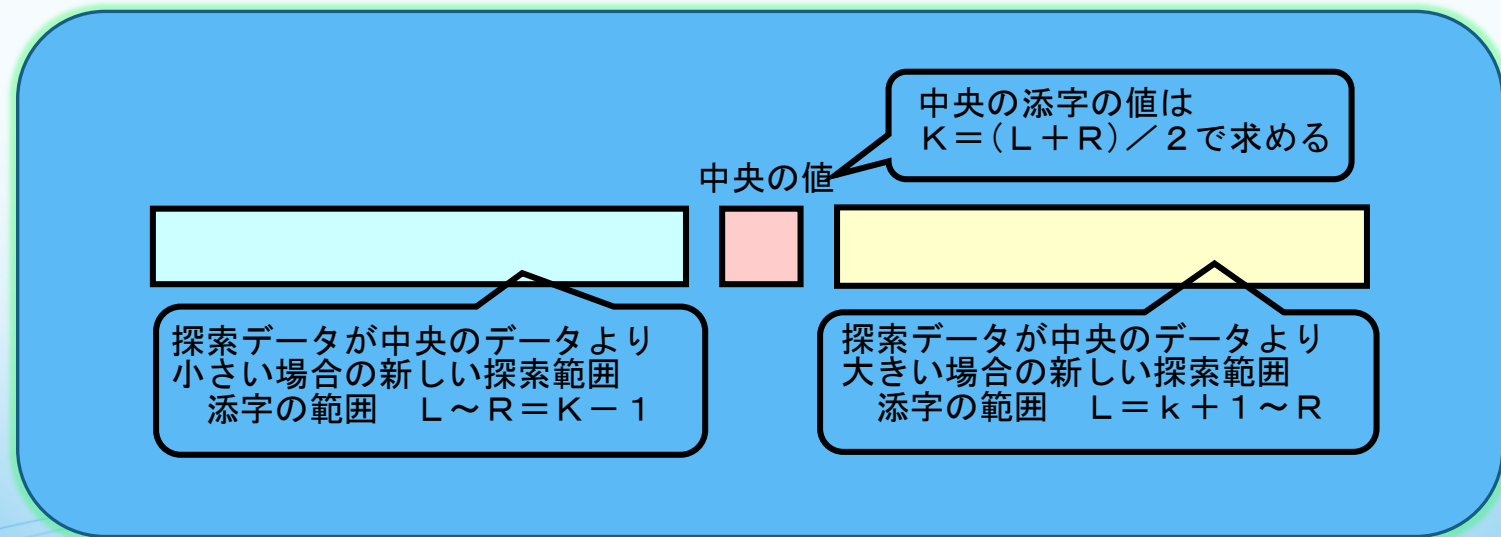 中央の添字の値は
K=(L+R)/2で求める
中央の値
探索データが中央のデータより
小さい場合の新しい探索範囲
添字の範囲　L~R=K-1
探索データが中央のデータより
大きい場合の新しい探索範囲
添字の範囲　L=k+1~R